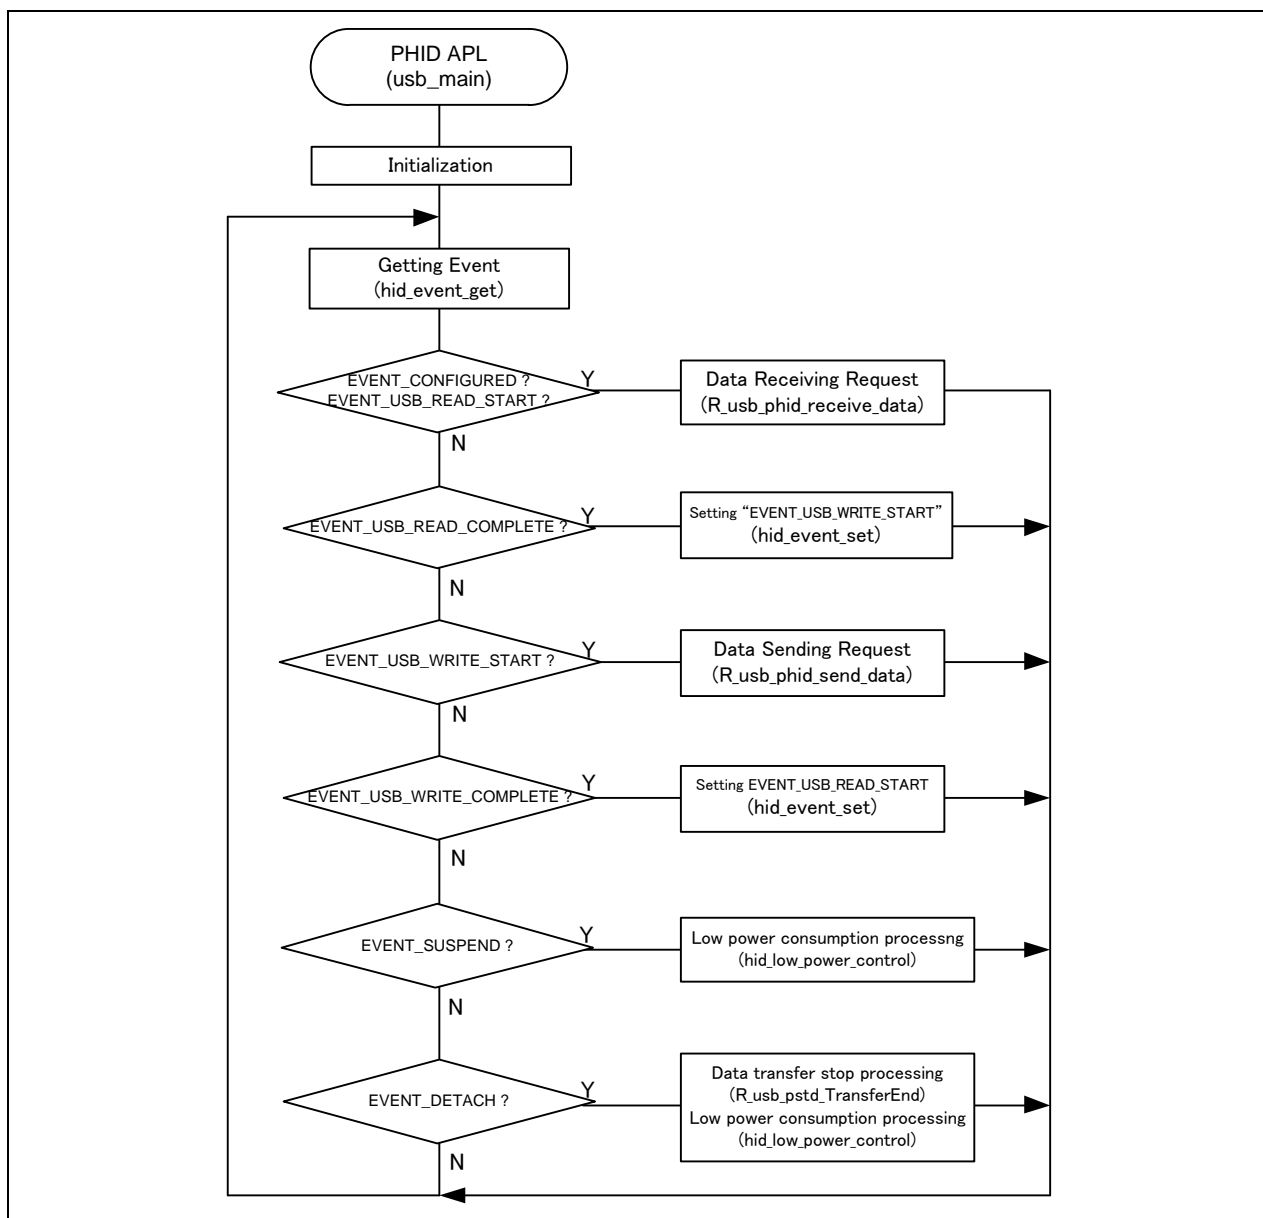 PHID APL
(usb_main)
Initialization
Getting Event
(hid_event_get)
EVENT_CONFIGURED ?
EVENT_USB_READ_START ?
Y
Data Receiving Request
(R_usb_phid_receive_data)
N
EVENT_USB_READ_COMPLETE ?
Y
Setting “EVENT_USB_WRITE_START”
(hid_event_set)
N
EVENT_USB_WRITE_START ?
Y
Data Sending Request
(R_usb_phid_send_data)
N
EVENT_USB_WRITE_COMPLETE ?
Y
Setting EVENT_USB_READ_START
(hid_event_set)
N
EVENT_SUSPEND ?
Y
Low power consumption processng
(hid_low_power_control)
N
EVENT_DETACH ?
Y
Data transfer stop processing
(R_usb_pstd_TransferEnd)
Low power consumption processing
(hid_low_power_control)
N